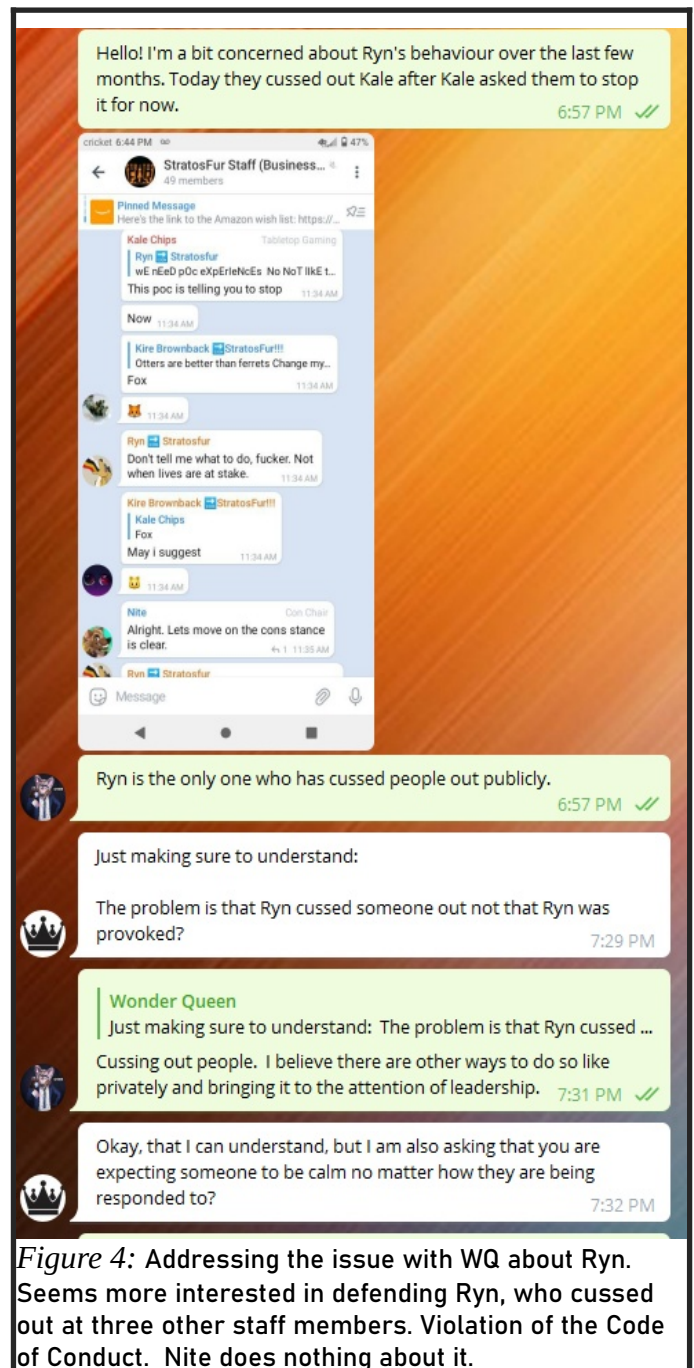 Hello! I'm a bit concerned about Ryn's behaviour over the last few
months. Today they cussed out Kale after Kale asked them to stop
it for now.
6:57 PM
cricket 6:44 PM
47%
StratosFur Staff (Business...
49 members
Pinned Message
Here's the link to the Amazon wish list: https://...
Kale Chips Tabletop Gaming
Ryn ➡️ Stratosfur
wE nEeD pOc eXpErIeNcEs No NoT lIkE t...
This poc is telling you to stop 11:34 AM
Now 11:34 AM
Kire Brownback ➡️StratosFur!!!
Otters are better than ferrets Change my...
Fox
11:34 AM
🦊 11:34 AM
Ryn ➡️ Stratosfur
Don't tell me what to do, fucker. Not
when lives are at stake. 11:34 AM
Kire Brownback ➡️StratosFur!!!
Kale Chips
Fox
May i suggest 11:34 AM
🐱 11:34 AM
Nite Con Chair
Alright. Lets move on the cons stance
is clear. 1 11:35 AM
Ryn ➡️ Stratosfur
Message
Ryn is the only one who has cussed people out publicly.
6:57 PM
Just making sure to understand:
The problem is that Ryn cussed someone out not that Ryn was
provoked?
7:29 PM
Wonder Queen
Just making sure to understand: The problem is that Ryn cussed ...
Cussing out people. I believe there are other ways to do so like
privately and bringing it to the attention of leadership. 7:31 PM
Okay, that I can understand, but I am also asking that you are
expecting someone to be calm no matter how they are being
responded to?
7:32 PM
Figure 4: Addressing the issue with WQ about Ryn.
Seems more interested in defending Ryn, who cussed
out at three other staff members. Violation of the Code
of Conduct. Nite does nothing about it.